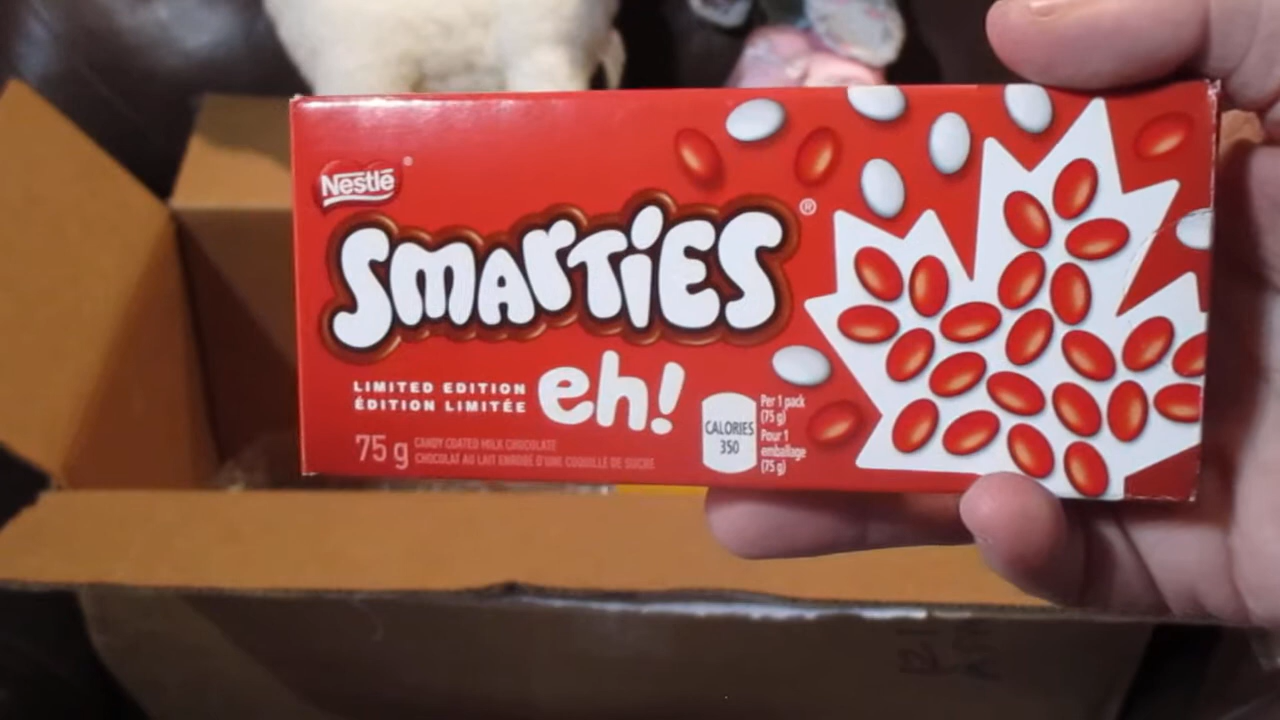 Nestlé
SMARTIES
eh!
LIMITED EDITION
ÉDITION LIMITÉE
75 g
CANDY COATED MILK CHOCOLATE
CHOCOLAT AU LAIT ENROBÉ D'UNE COQUILLE DE SUCRE
CALORIES
350
Per 1 pack
(75 g)
Pour 1
emballage
(75 g)